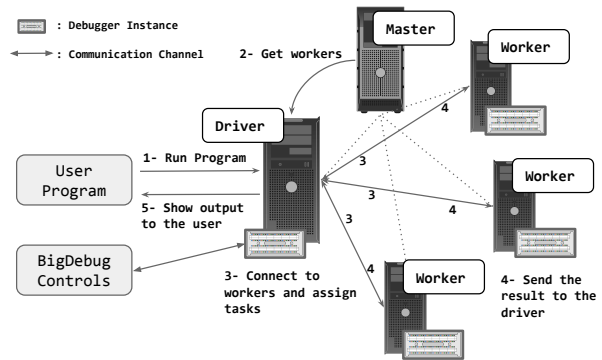 : Debugger Instance
: Communication Channel
2- Get workers
Master
Worker
Driver
4
1- Run Program
3
User
Program
Worker
3
4
5- Show output
to the user
3
BigDebug
Controls
4
Worker
3- Connect to
workers and assign
tasks
4- Send the
result to the
driver